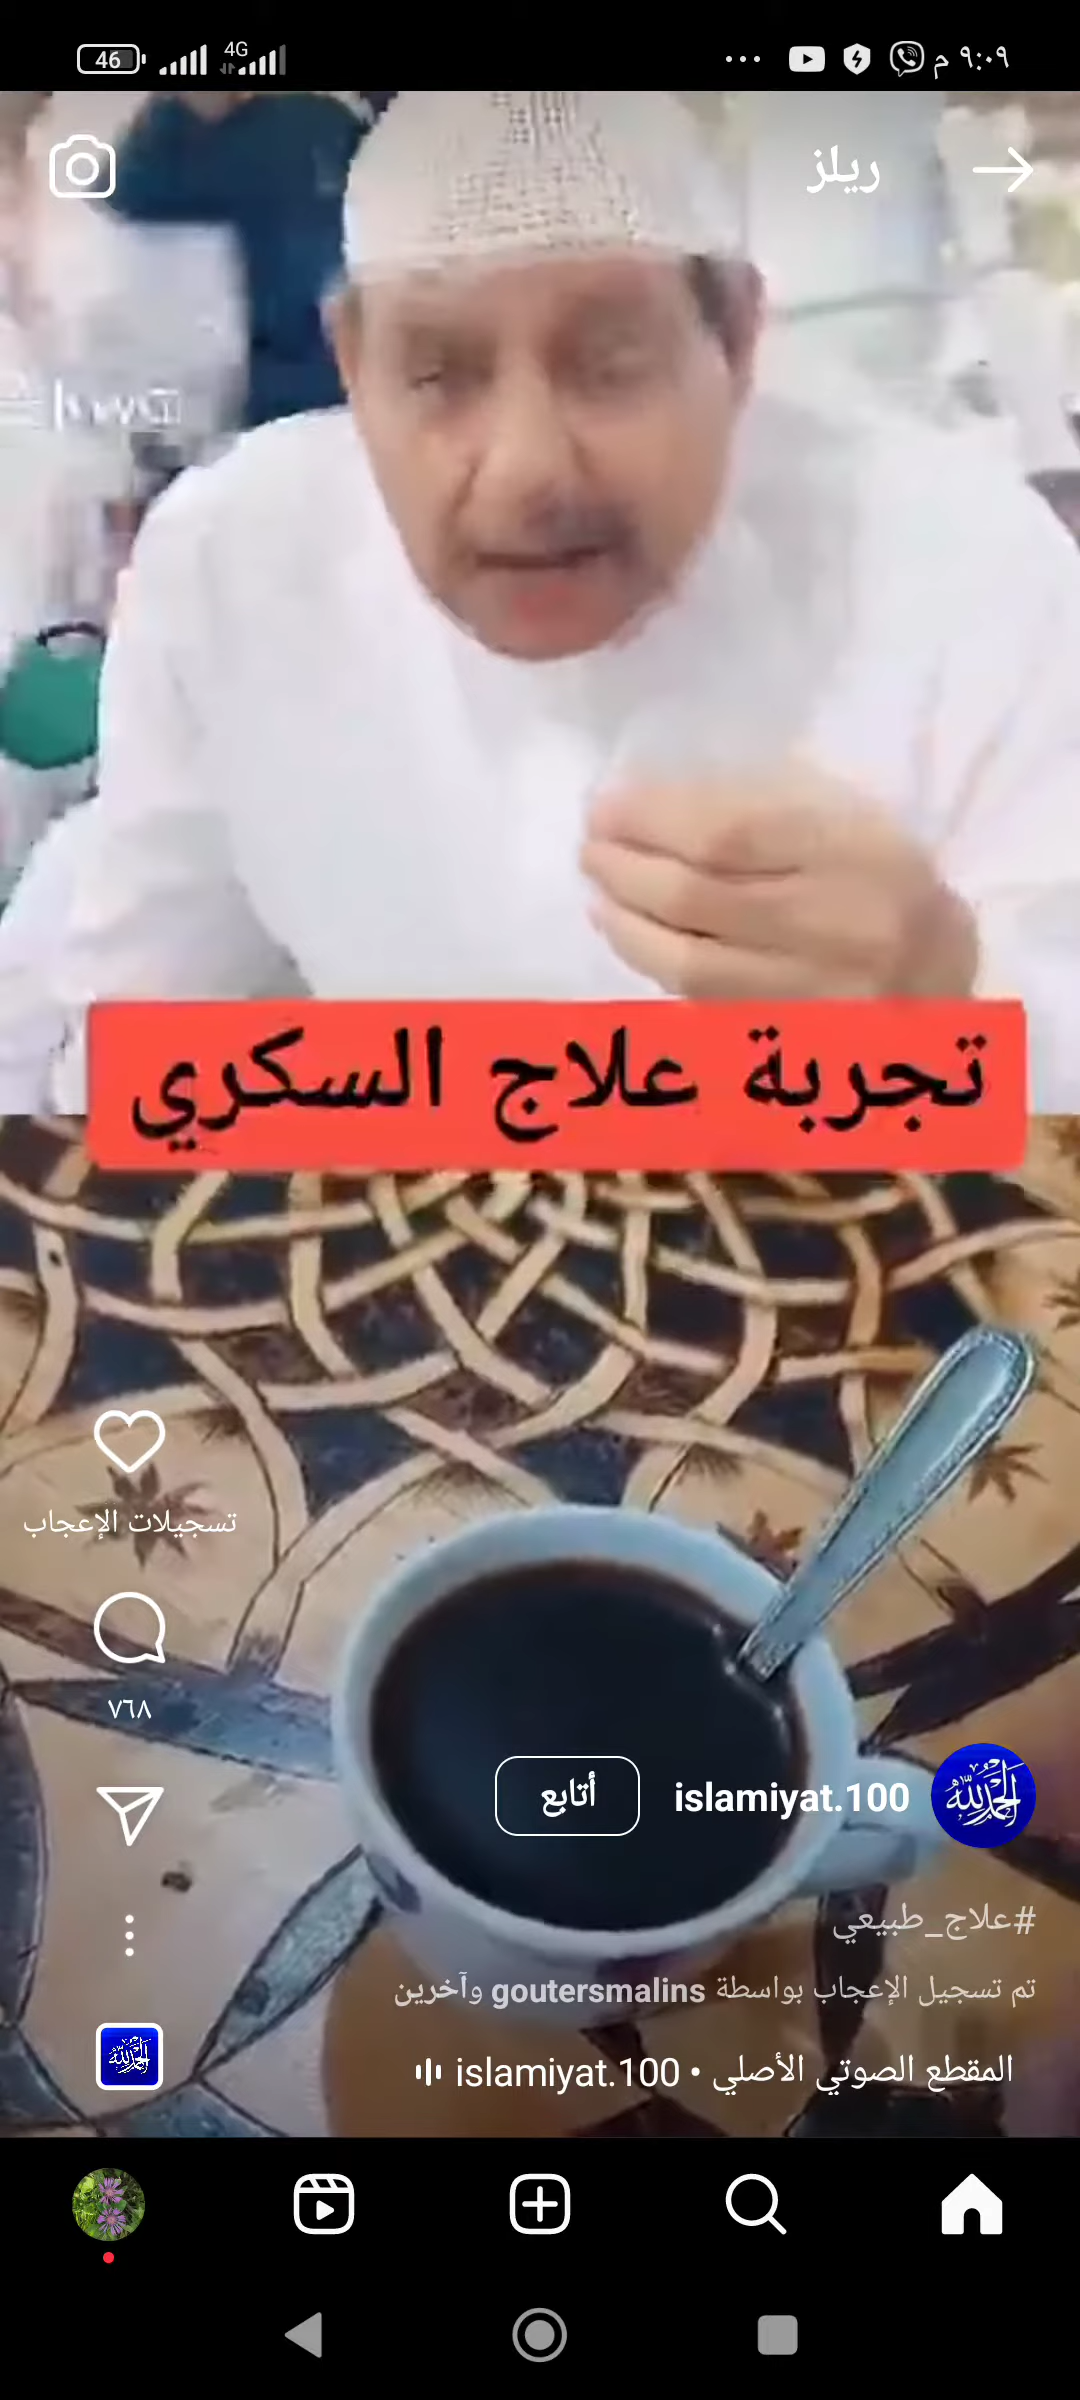 46 4G ٩:٠٩ م
ريلز
تجربة علاج السكري
تسجيلات الإعجاب
٧٦٨
islamiyat.100 أتابع
#علاج_طبيعي
تم تسجيل الإعجاب بواسطة goutersmalins وآخرين
المقطع الصوتي الأصلي • islamiyat.100